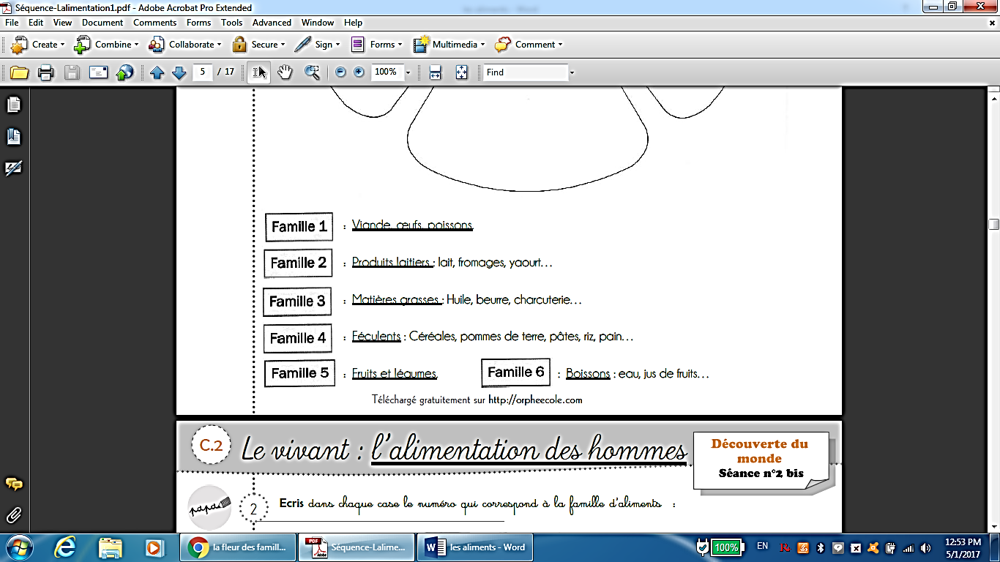 Séquence-Lalimentation1.pdf - Adobe Acrobat Pro Extended
les aliments - Word
File Edit View Document Comments Forms Tools Advanced Window Help
Create Combine Collaborate Secure Sign Forms Multimedia Comment
5 / 17 100% Find
Famille 1 : Viande, œufs, poissons
Famille 2 : Produits laitiers : lait, fromages, yaourt…
Famille 3 : Matières grasses : Huile, beurre, charcuterie…
Famille 4 : Féculents : Céréales, pommes de terre, pâtes, riz, pain…
Famille 5 : Fruits et légumes Famille 6 : Boissons : eau, jus de fruits…
Téléchargé gratuitement sur http://orpheecole.com
C.2 Le vivant : l'alimentation des hommes
Découverte du
monde
Séance n°2 bis
papa
2 Ecris dans chaque case le numéro qui correspond à la famille d'aliments :
la fleur des famill... Séquence-Lalime... les aliments - Word
100% EN 12:53 PM
5/1/2017